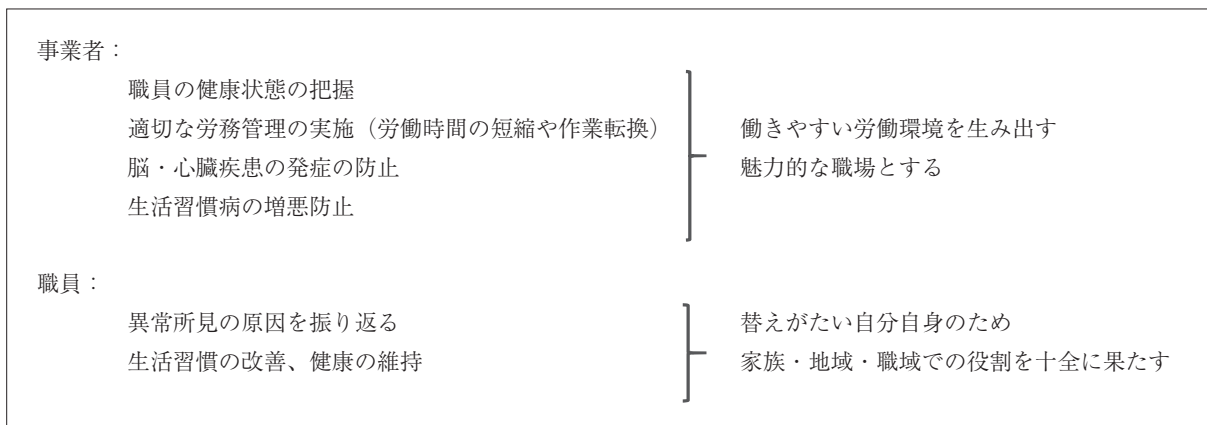 事業者：
職員の健康状態の把握
適切な労務管理の実施（労働時間の短縮や作業転換） 働きやすい労働環境を生み出す
脳・心臓疾患の発症の防止 魅力的な職場とする
生活習慣病の増悪防止
職員：
異常所見の原因を振り返る 替えがたい自分自身のため
生活習慣の改善、健康の維持 家族・地域・職域での役割を十全に果たす